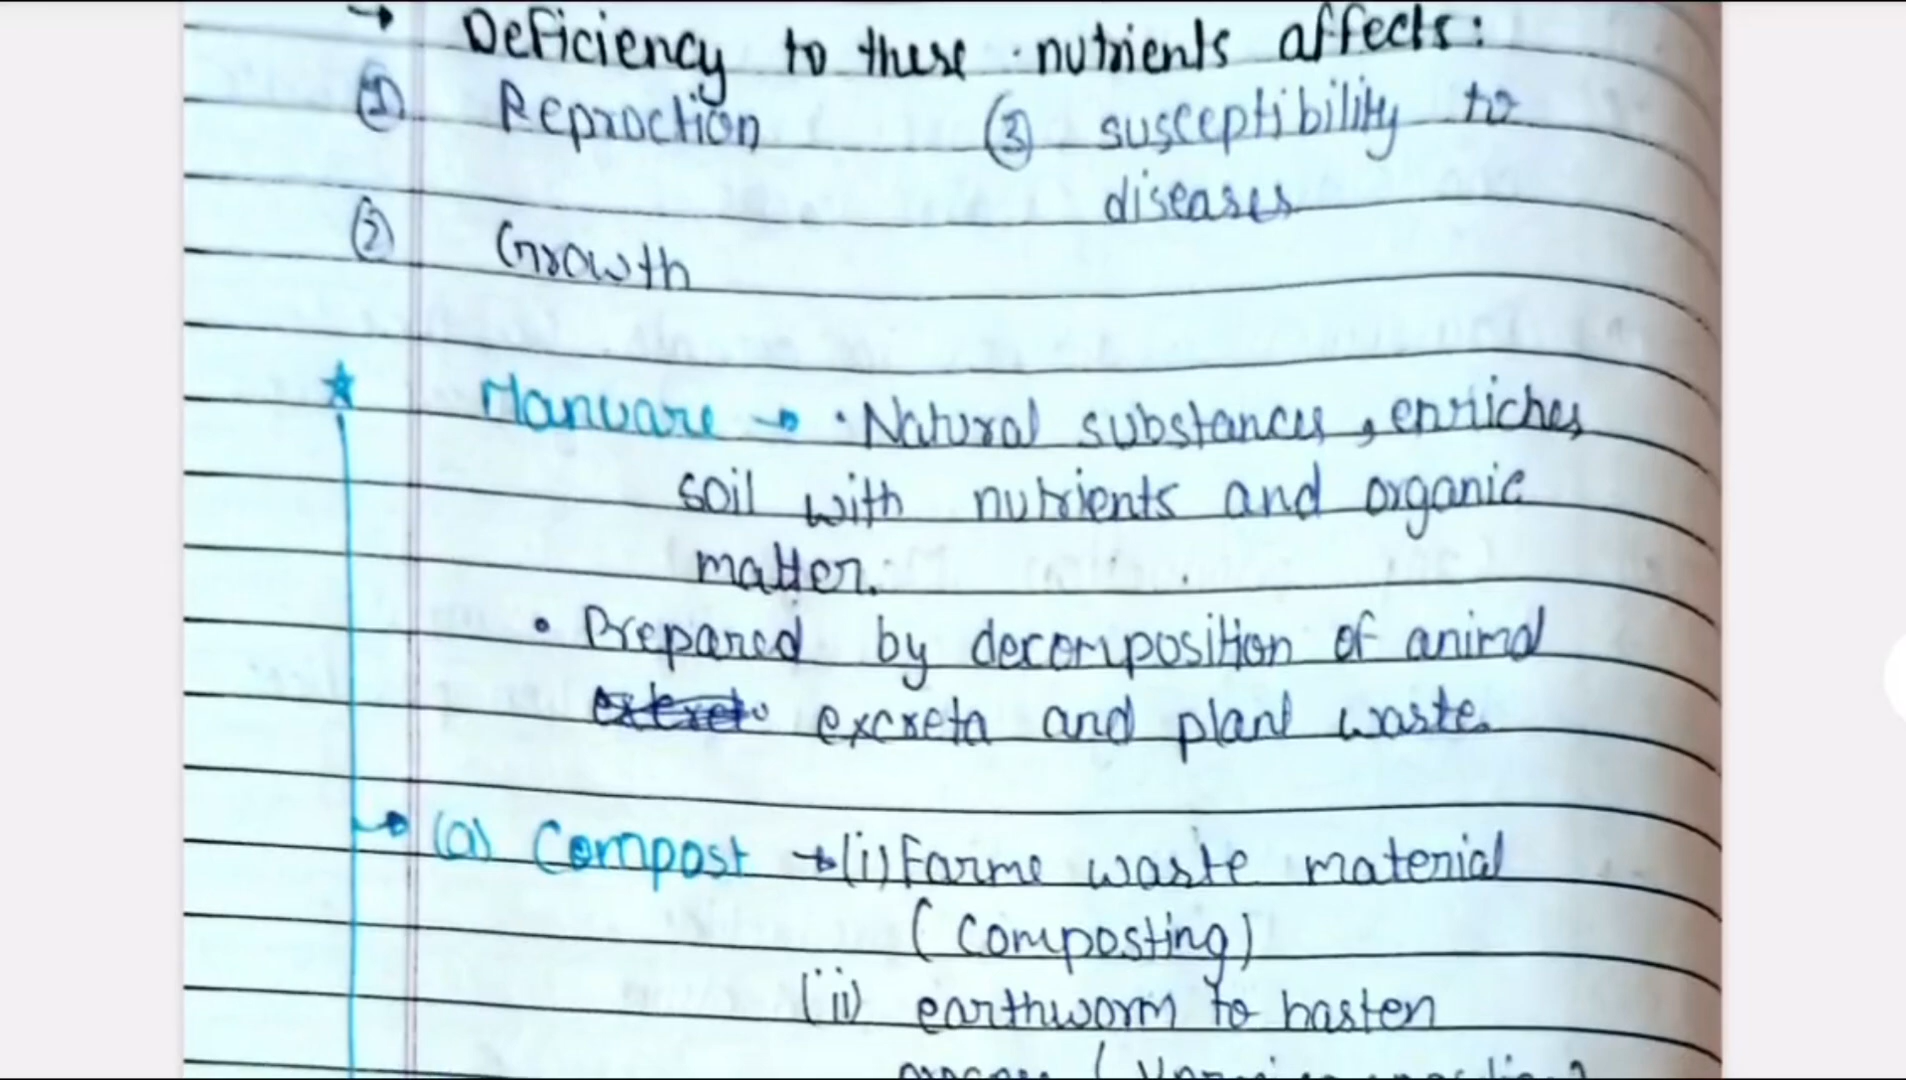 → Deficiency to these nutrients affects:
① Reproction ③ susceptibility to
diseases
② Growth
☆ Manuare → • Natural substances, enriches
soil with nutrients and organic
matter.
• Prepared by decomposition of animal
excreta and plant waste.
→ (a) Compost → (i) Farme waste material
(Composting)
(ii) earthworm to hasten